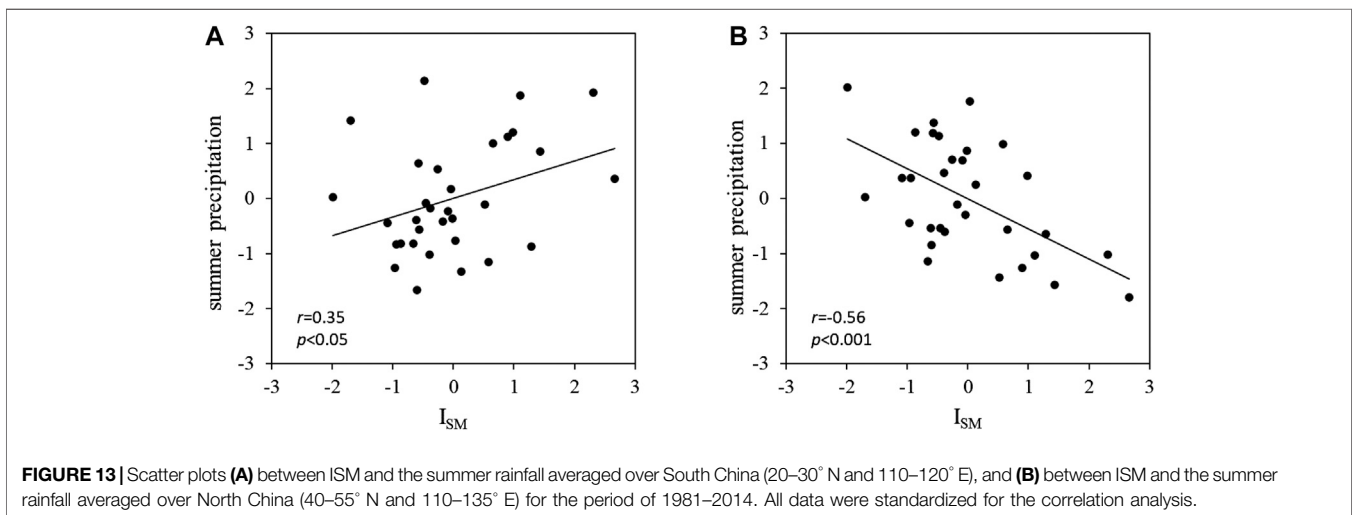 A
B
3
2
1
0
-1
-2
-3
summer precipitation
r=0.35
p<0.05
-3 -2 -1 0 1 2 3
I_SM
3
2
1
0
-1
-2
-3
summer precipitation
r=-0.56
p<0.001
-3 -2 -1 0 1 2 3
I_SM
FIGURE 13 | Scatter plots (A) between ISM and the summer rainfall averaged over South China (20–30° N and 110–120° E), and (B) between ISM and the summer
rainfall averaged over North China (40–55° N and 110–135° E) for the period of 1981–2014. All data were standardized for the correlation analysis.